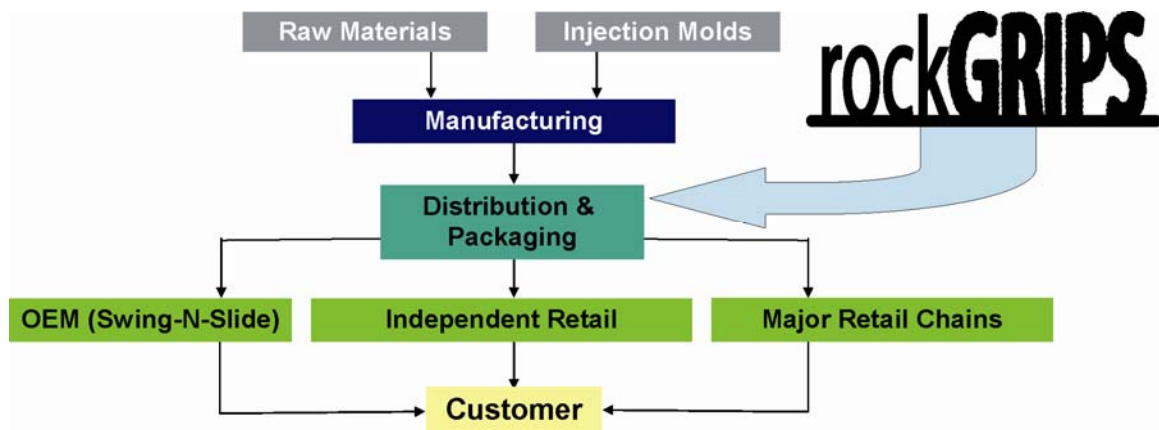 Raw Materials
Injection Molds
rockGRIPS
Manufacturing
Distribution &
Packaging
OEM (Swing-N-Slide)
Independent Retail
Major Retail Chains
Customer